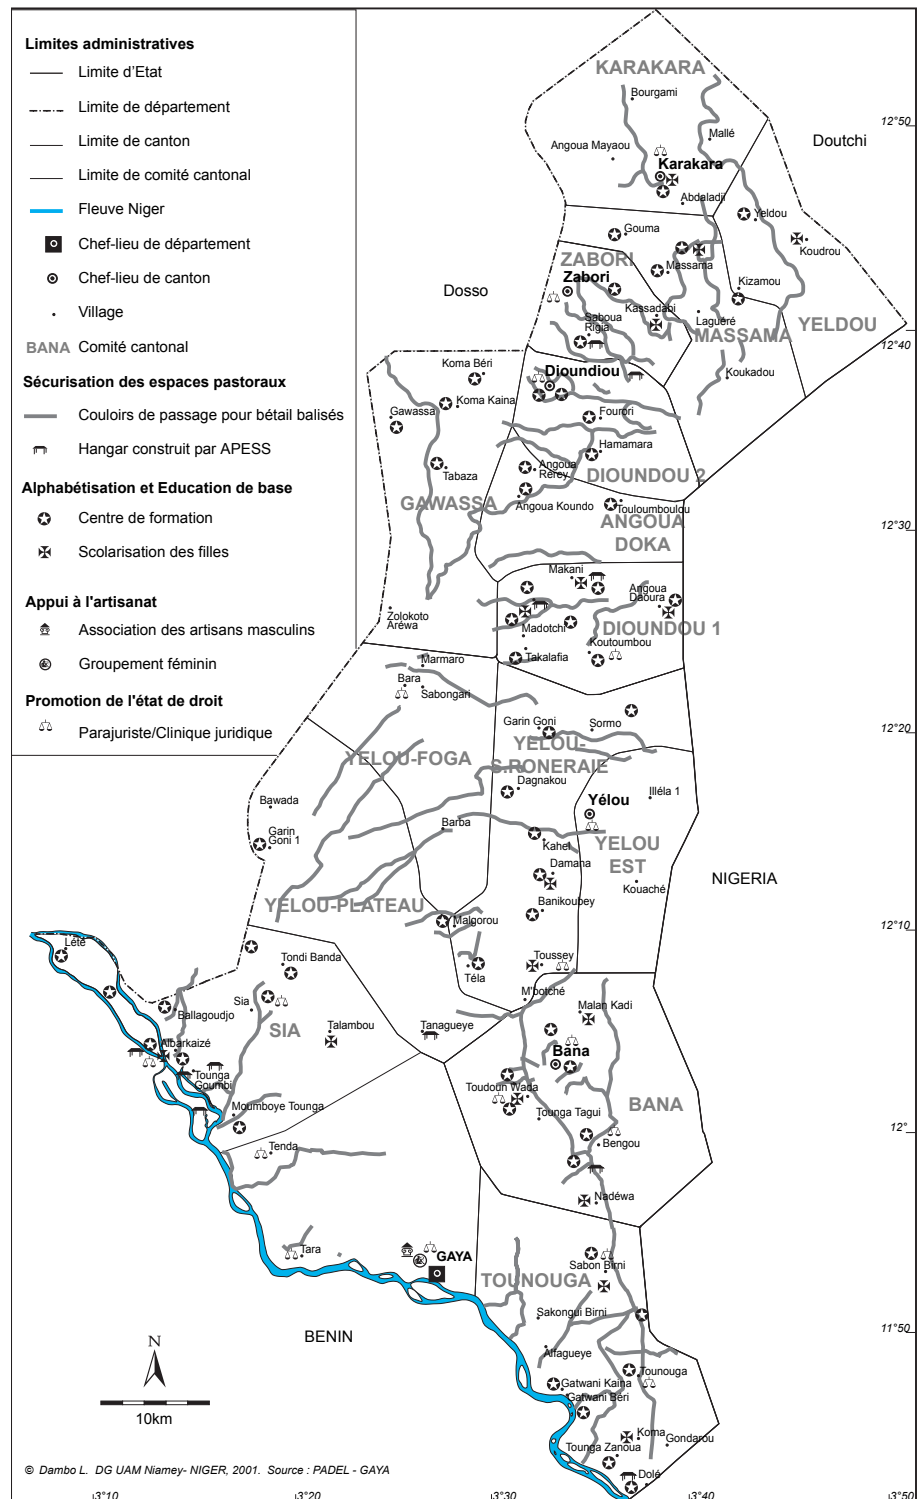 Limites administratives
Limite d'Etat
Limite de département
Limite de canton
Limite de comité cantonal
Fleuve Niger
Chef-lieu de département
Chef-lieu de canton
Village
BANA Comité cantonal
Sécurisation des espaces pastoraux
Couloirs de passage pour bétail balisés
Hangar construit par APESS
Alphabétisation et Education de base
Centre de formation
Scolarisation des filles
Appui à l'artisanat
Association des artisans masculins
Groupement féminin
Promotion de l'état de droit
Parajuriste/Clinique juridique
KARAKARA
Bourgami
12°50
Mallé
Doutchi
Angoua Mayaou
Karakara
Abdaladji
Yeldou
Koudrou
Gouma
ZABORI
Massama
Zabori
Kizamou
Dosso
Kassadabi
Saboua
Rigia
Laguéré
YELDOU
MASSAMA
12°40
Koma Béri
Dioundiou
Koukadou
Koma Kaina
Gawassa
Fourori
Hamamara
Tabaza
Angoua
Rerey
DIOUNDOU 2
GAWASSA
Angoua Koundo
Touloumboulou
ANGOUA
DOKA
12°30
Makani
Angoua
Daoura
Zolokoto
Aréwa
Madotchi
DIOUNDOU 1
Koutoumbou
Takalafia
Marmaro
Bara
Sabongari
Garin Goni
Sormo
12°20
YELOU-FOGA
YELOU-
S.RONERAIE
Dagnakou
Illéla 1
Bawada
Yélou
Barba
Garin
Goni 1
Kahel
YELOU
EST
Damana
Kouaché
NIGERIA
YELOU-PLATEAU
Banikoubey
Malgorou
12°10
Lété
Tondi Banda
Toussey
Téla
M'botché
Sia
Malan Kadi
Ballagoudjo
SIA
Talambou
Tanagueye
Albarkaizé
Bana
Tounga
Goumbi
Toudoun Wada
BANA
Moumboye Tounga
Tounga Tagui
12°
Tenda
Bengou
Nadéwa
Tara
GAYA
Sabon Birni
TOUNOUGA
Sakongui Birni
BENIN
11°50
N
Alfagueye
Tounouga
Gatwani Kaina
Gatwani Béri
10km
Koma
Gondarou
Tounga Zanoua
Dolé
© Dambo L. DG UAM Niamey- NIGER, 2001. Source : PADEL - GAYA
3°10
3°20
3°30
3°40
3°50